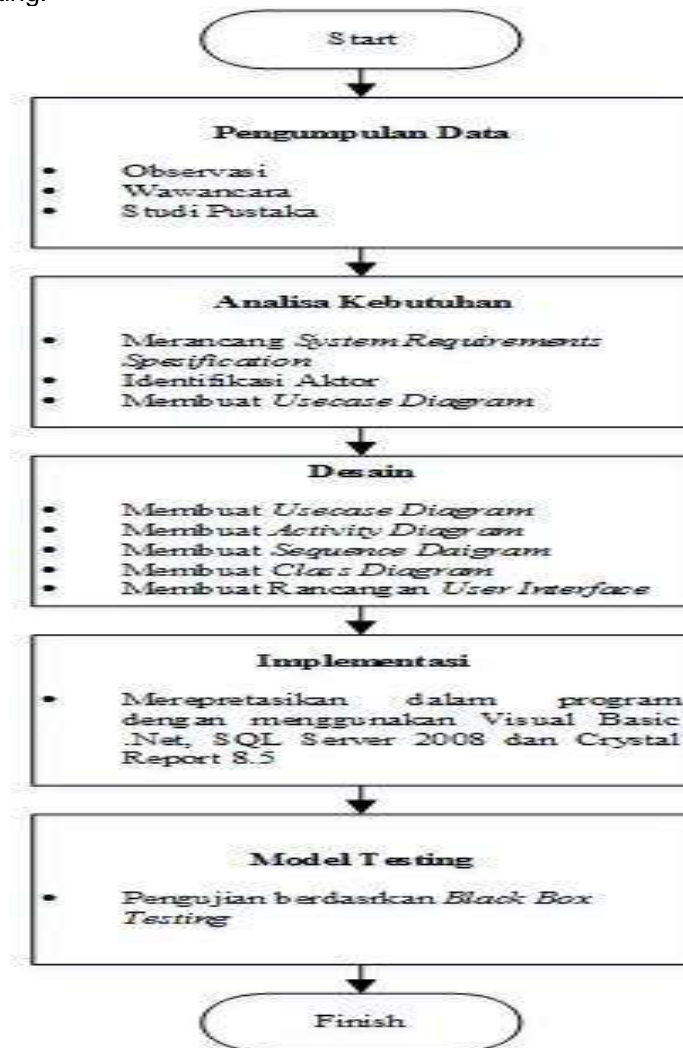 Start
Pengumpulan Data
• Observasi
• Wawancara
• Studi Pustaka
Analisa Kebutuhan
• Merancang System Requirements
Spesification
• Identifikasi Aktor
• Membuat Usecase Diagram
Desain
• Membuat Usecase Diagram
• Membuat Activity Diagram
• Membuat Sequence Daigram
• Membuat Class Diagram
• Membuat Rancangan User Interface
Implementasi
• Merepretasikan dalam program
dengan menggunakan Visual Basic
.Net, SQL Server 2008 dan Crystal
Report 8.5
Model Testing
• Pengujian berdasrkan Black Box
Testing
Finish